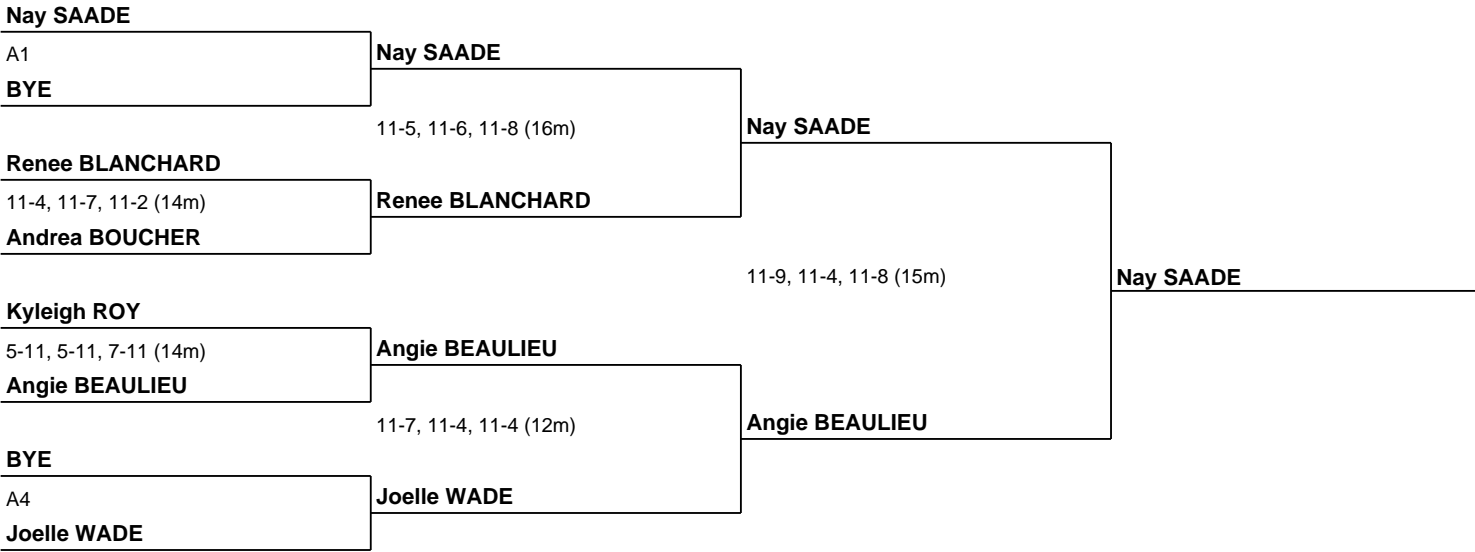 Nay SAADE
A1
BYE
Renee BLANCHARD
11-4, 11-7, 11-2 (14m)
Andrea BOUCHER
Kyleigh ROY
5-11, 5-11, 7-11 (14m)
Angie BEAULIEU
BYE
A4
Joelle WADE
Nay SAADE
11-5, 11-6, 11-8 (16m)
Renee BLANCHARD
Angie BEAULIEU
11-7, 11-4, 11-4 (12m)
Joelle WADE
Nay SAADE
11-9, 11-4, 11-8 (15m)
Angie BEAULIEU
Nay SAADE